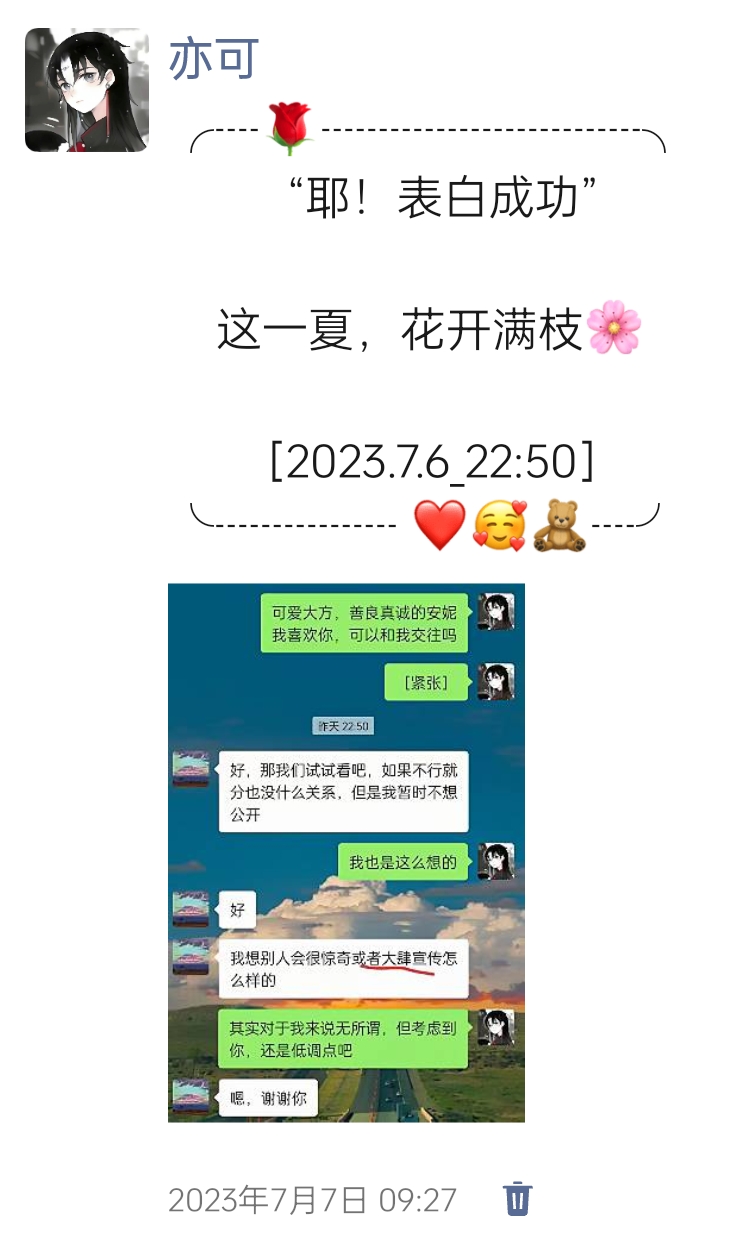 亦可
“耶！表白成功”
这一夏，花开满枝🌸
[2023.7.6_22:50]
可爱大方，善良真诚的安妮
我喜欢你，可以和我交往吗
[紧张]
昨天 22:50
好，那我们试试看吧，如果不行就
分也没什么关系，但是我暂时不想
公开
我也是这么想的
好
我想别人会很惊奇或者大肆宣传怎
么样的
其实对于我来说无所谓，但考虑到
你，还是低调点吧
嗯，谢谢你
2023年7月7日 09:27